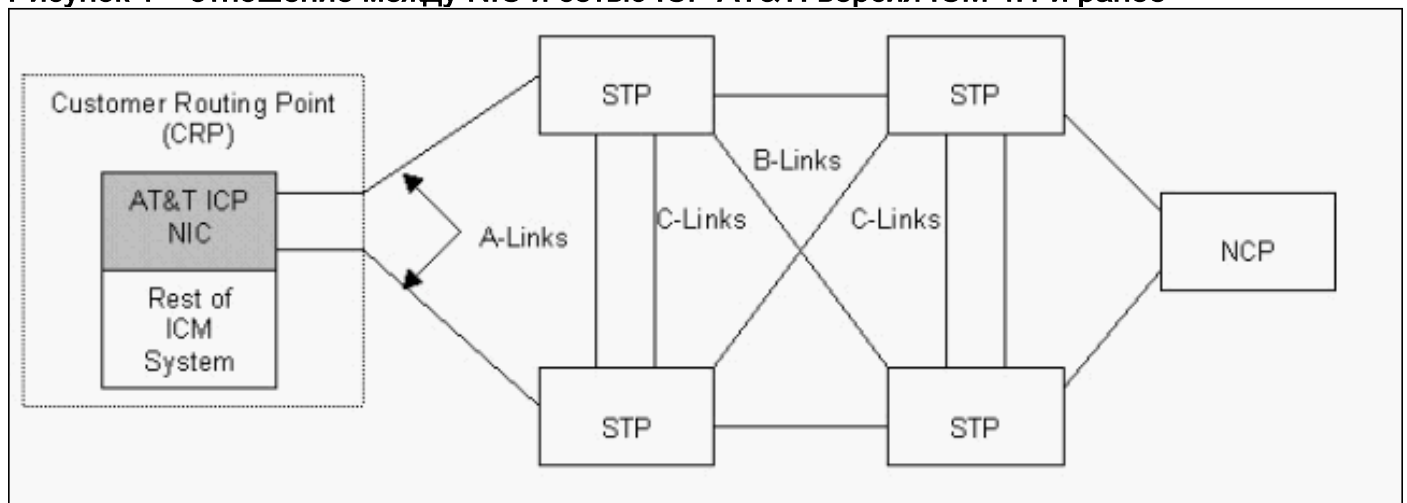 Рисунок 1 – отношение между NIC и сетью ICP AT&T. версия ICM и ранее
Customer Routing Point
(CRP)
AT&T ICP
NIC
Rest of
ICM
System
A-Links
STP
STP
B-Links
C-Links
C-Links
NCP
STP
STP